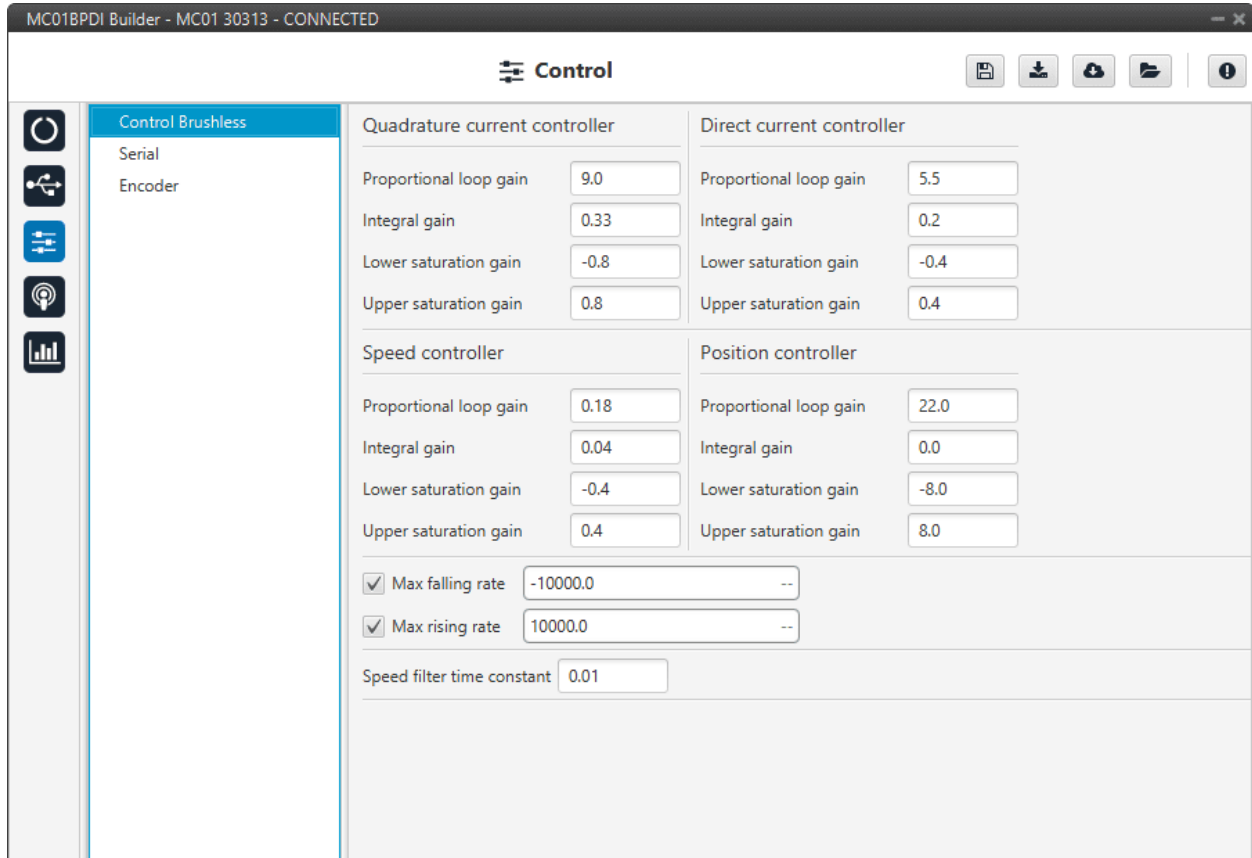 MC01BPDI Builder - MC01 30313 - CONNECTED
Control
Control Brushless
Serial
Encoder
Quadrature current controller
Proportional loop gain 9.0
Integral gain 0.33
Lower saturation gain -0.8
Upper saturation gain 0.8
Direct current controller
Proportional loop gain 5.5
Integral gain 0.2
Lower saturation gain -0.4
Upper saturation gain 0.4
Speed controller
Proportional loop gain 0.18
Integral gain 0.04
Lower saturation gain -0.4
Upper saturation gain 0.4
Position controller
Proportional loop gain 22.0
Integral gain 0.0
Lower saturation gain -8.0
Upper saturation gain 8.0
Max falling rate -10000.0 --
Max rising rate 10000.0 --
Speed filter time constant 0.01